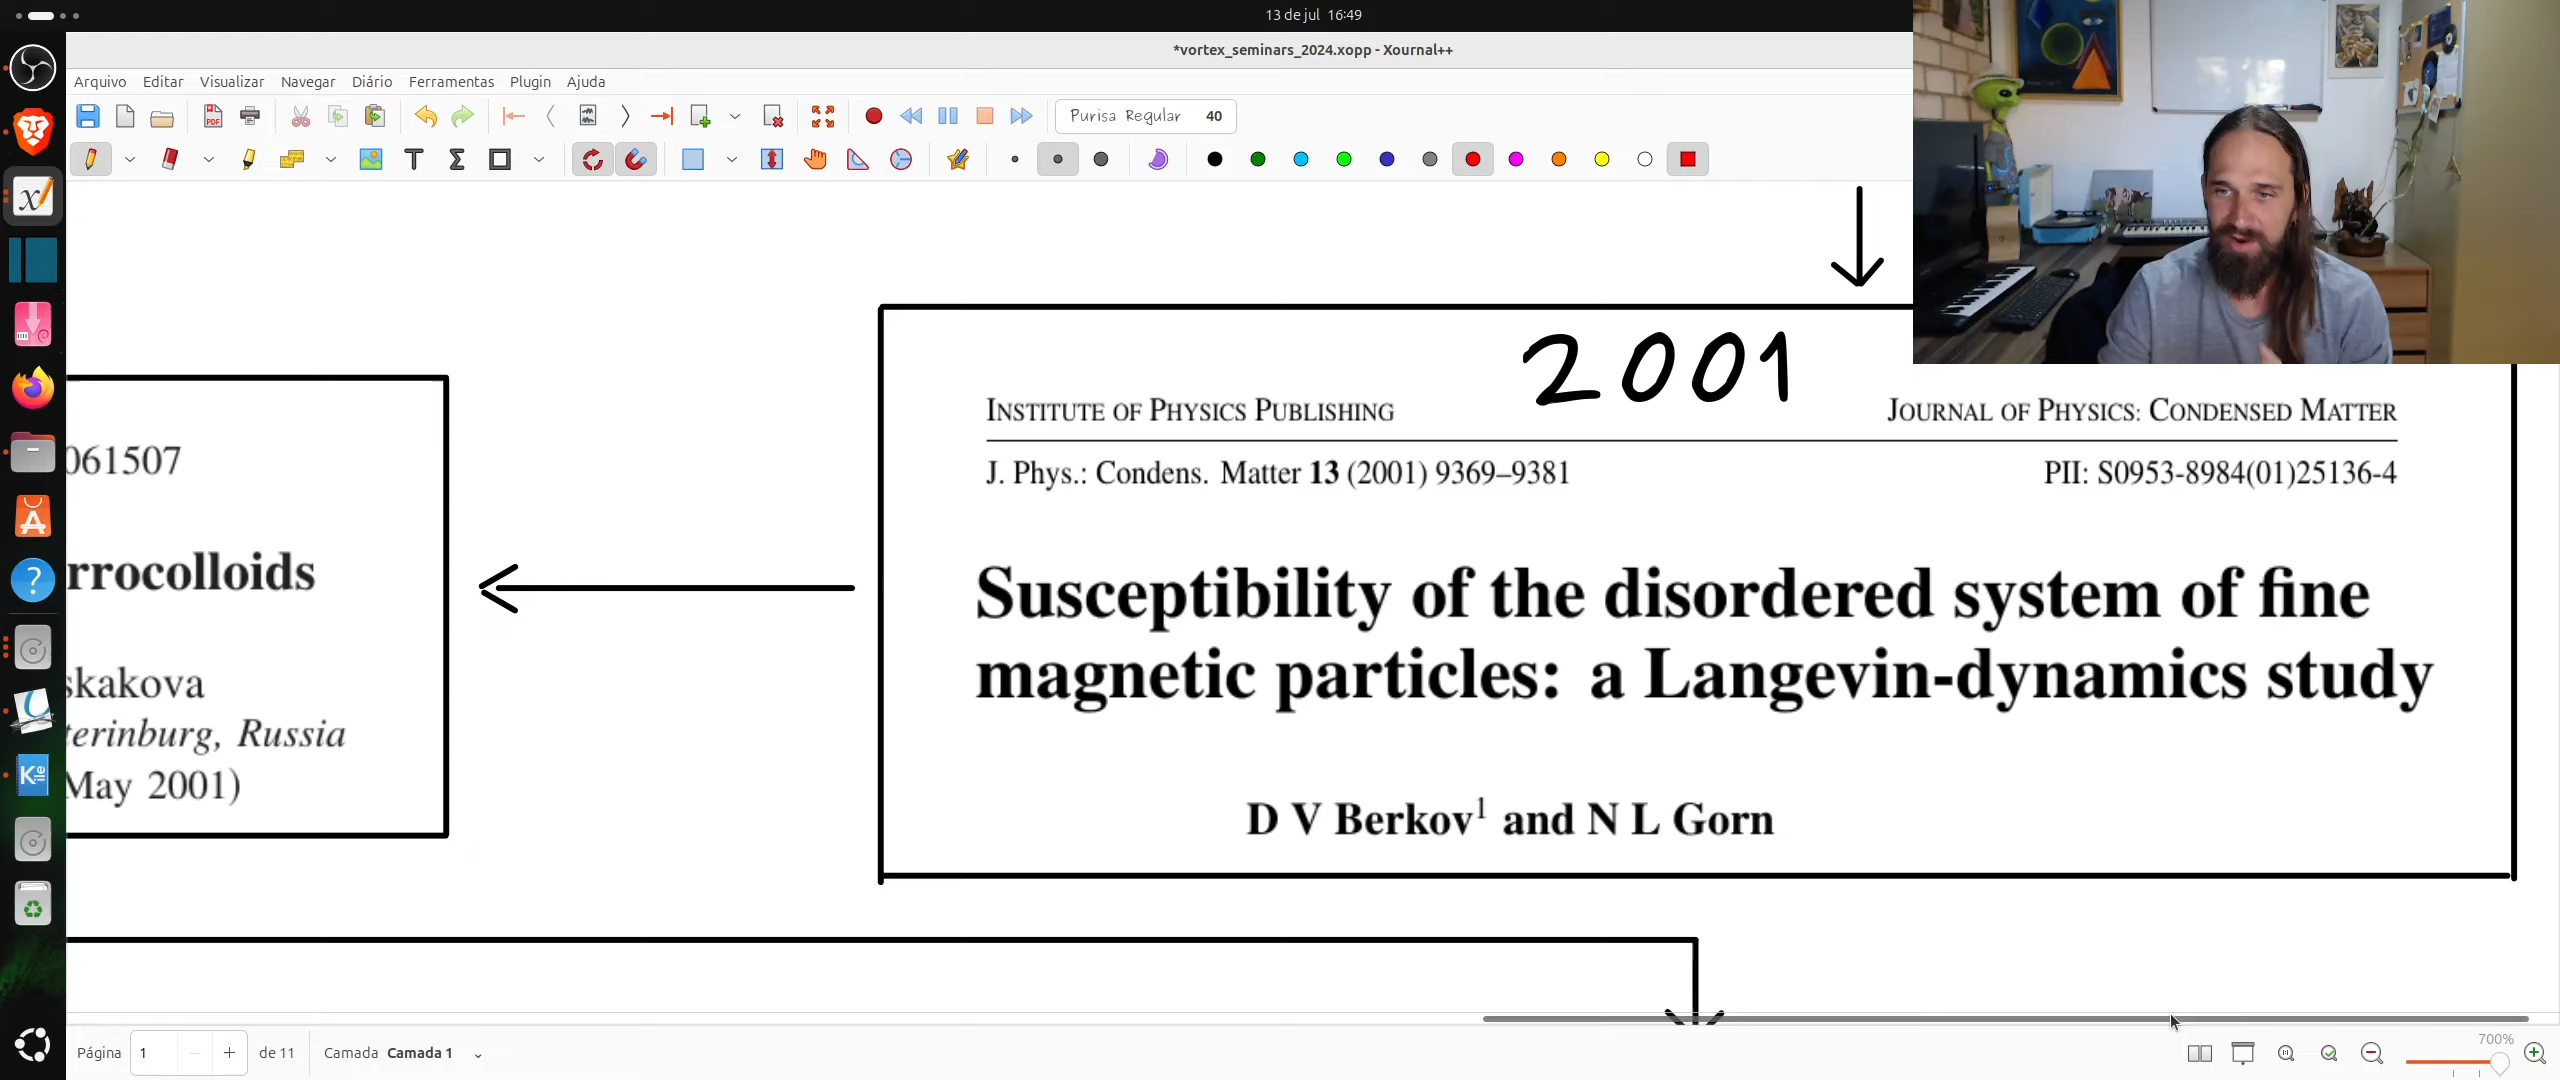 13 de jul 16:49
*vortex_seminars_2024.xopp - Xournal++
Arquivo Editar Visualizar Navegar Diário Ferramentas Plugin Ajuda
Purisa Regular 40
2001
INSTITUTE OF PHYSICS PUBLISHING
JOURNAL OF PHYSICS: CONDENSED MATTER
J. Phys.: Condens. Matter 13 (2001) 9369–9381
PII: S0953-8984(01)25136-4
Susceptibility of the disordered system of fine
magnetic particles: a Langevin-dynamics study
D V Berkov1 and N L Gorn
061507
rrocolloids
skakova
terinburg, Russia
May 2001)
Página 1 de 11 Camada Camada 1
700%